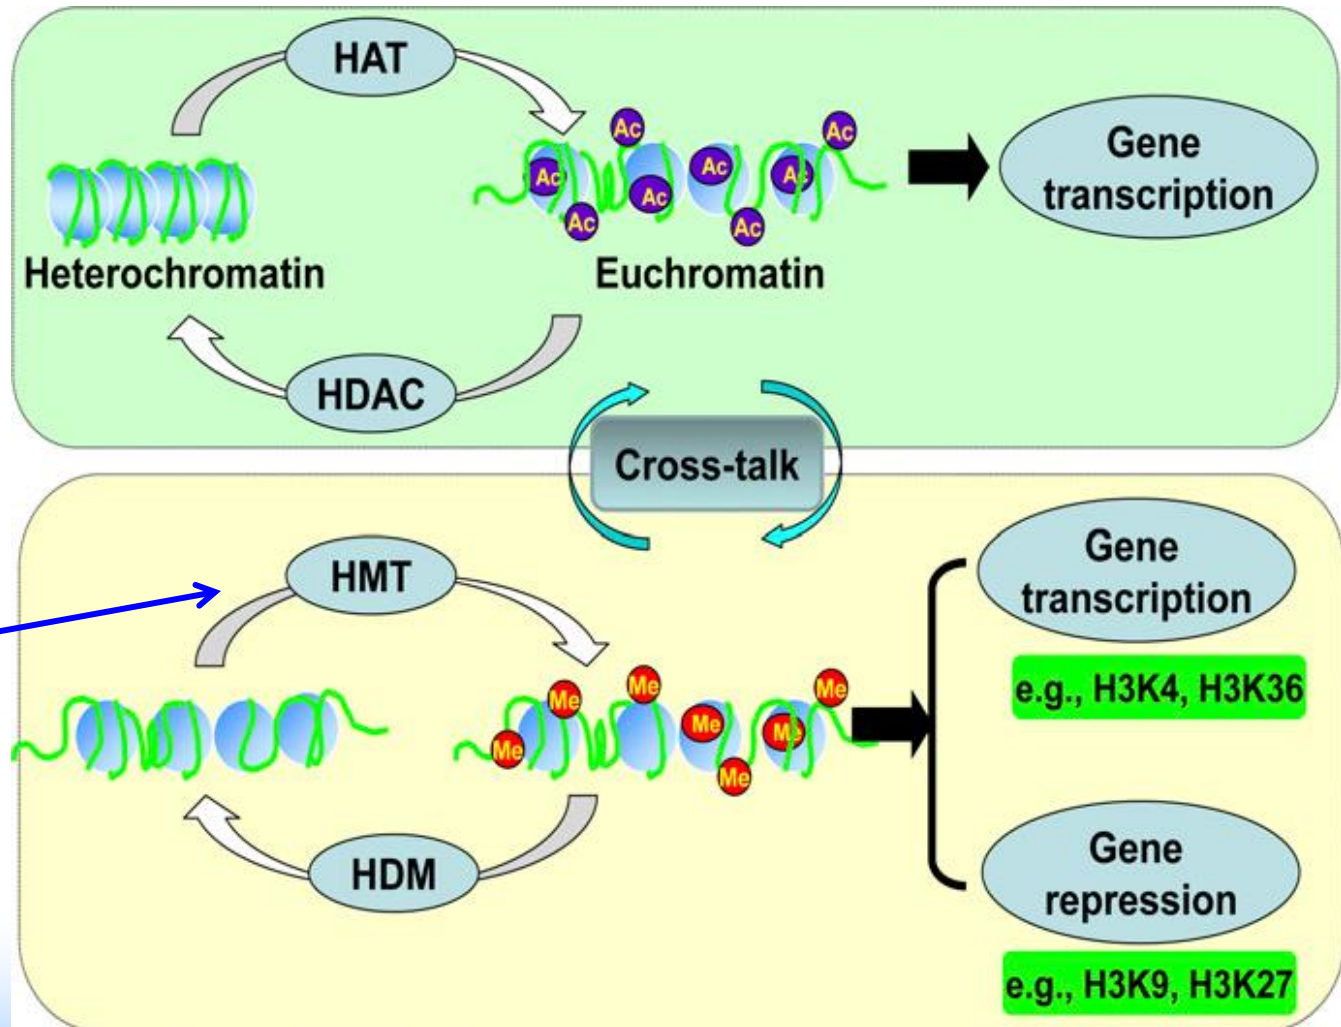 HAT
Ac
Ac
Ac
Ac
Ac
Ac
Ac
Ac
Gene
transcription
Heterochromatin
Euchromatin
HDAC
Cross-talk
HMT
Me
Me
Me
Me
Me
Me
Me
Gene
transcription
e.g., H3K4, H3K36
HDM
Gene
repression
e.g., H3K9, H3K27